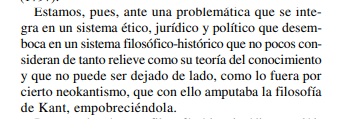 Estamos, pues, ante una problemática que se inte-
gra en un sistema ético, jurídico y político que desem-
boca en un sistema filosófico-histórico que no pocos con-
sideran de tanto relieve como su teoría del conocimiento
y que no puede ser dejado de lado, como lo fuera por
cierto neokantismo, que con ello amputaba la filosofía
de Kant, empobreciéndola.